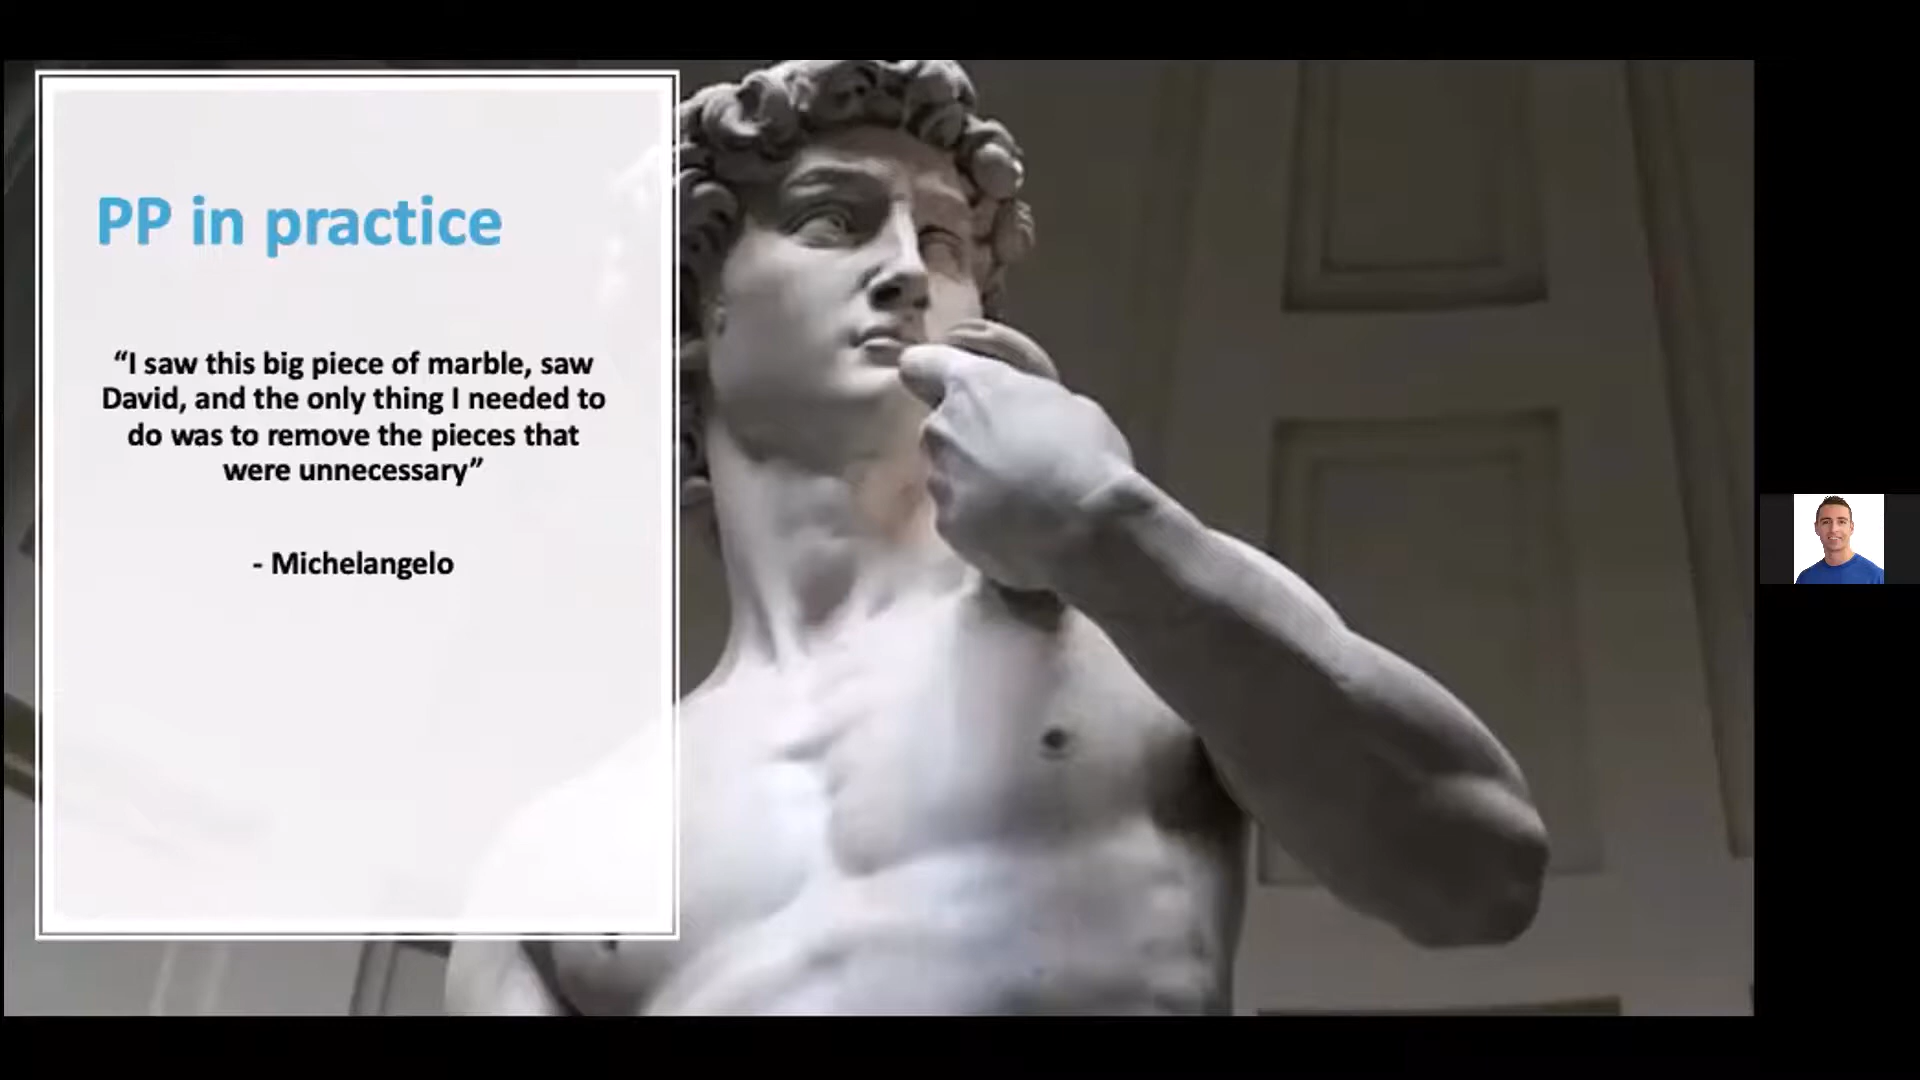 PP in practice
“I saw this big piece of marble, saw
David, and the only thing I needed to
do was to remove the pieces that
were unnecessary”
- Michelangelo